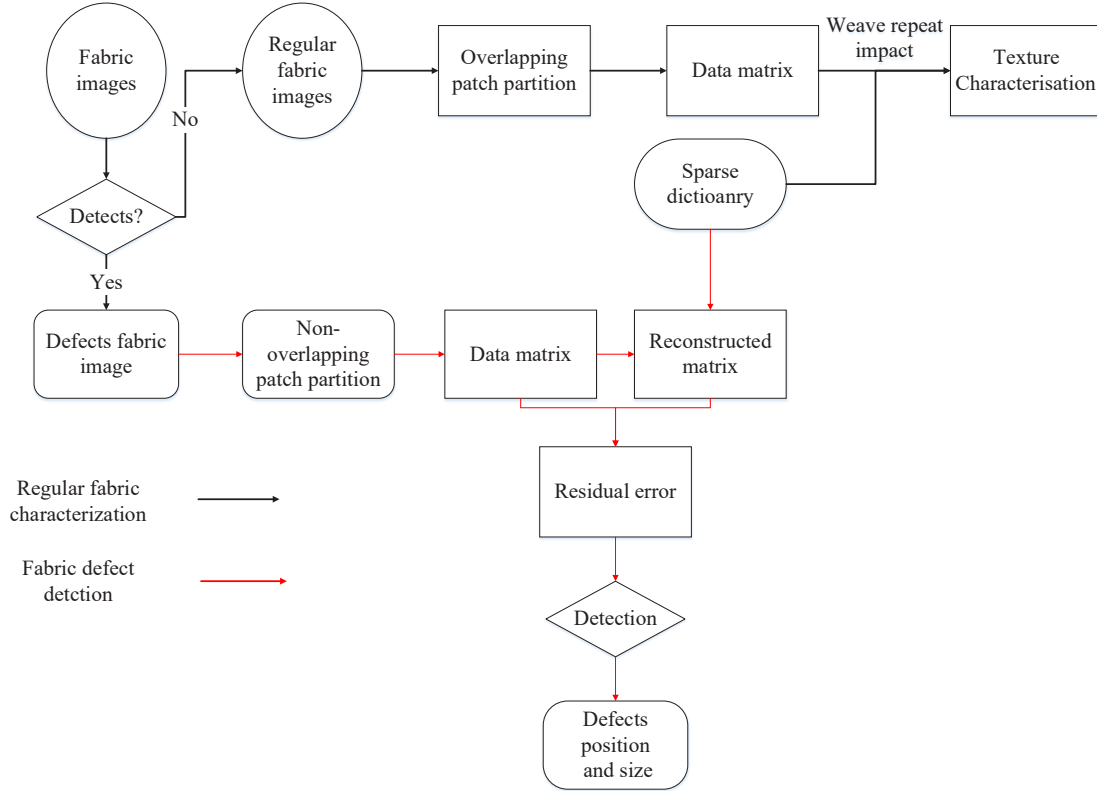 Fabric
images
Regular
fabric
images
Overlapping
patch partition
Data matrix
Weave repeat
impact
Texture
Characterisation
No
Sparse
dictioanry
Detects?
Yes
Defects fabric
image
Non-
overlapping
patch partition
Data matrix
Reconstructed
matrix
Residual error
Regular fabric
characterization
Fabric defect
detction
Detection
Defects
position
and size